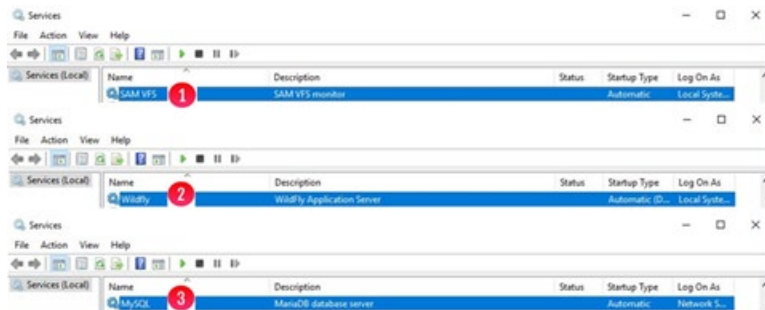 Services
File Action View Help
Services (Local) Name Description Status Startup Type Log On As
SAM VFS 1 SAM VFS monitor Automatic Local Syste...
Services
File Action View Help
Services (Local) Name Description Status Startup Type Log On As
Wildfly 2 WildFly Application Server Automatic (D... Local Syste...
Services
File Action View Help
Services (Local) Name Description Status Startup Type Log On As
MySQL 3 MariaDB database server Automatic Network S...